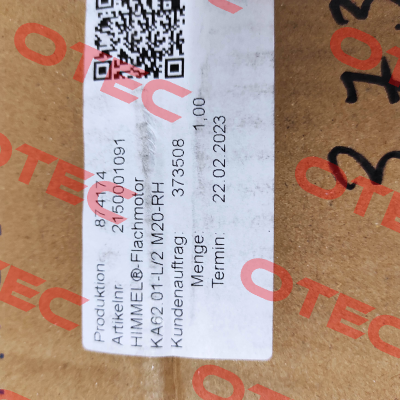 Produktion: 874174
Artikelnr. 2150001091
HIMMEL®-Flachmotor
KA62 01-L/2 M20-RH
Kundenauftrag: 373508
Menge: 1,00
Termin: 22 02 2023
OTEC
OTEC
OTEC
OTEC
OTEC